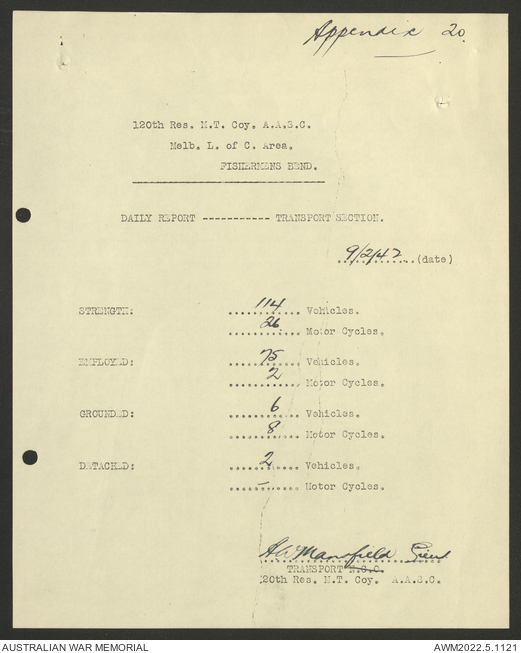 Appendix 20.
120th Res. M.T. Coy. A.A.S.C.
Melb. L. of C. Area.
FISHERMENS BEND.
DAILY REPORT ----------- TRANSPORT SECTION.
9/2/42 (date)
STRENGTH: 114 Vehicles.
26 Motor Cycles.
EMPLOYED: 75 Vehicles.
2 Motor Cycles.
GROUNDED: 6 Vehicles.
8 Motor Cycles.
DETACHED: 2 Vehicles.
- Motor Cycles.
Mansfield Lieut
TRANSPORT N.C.O.
20th Res. M.T. Coy. A.A.S.C.
AUSTRALIAN WAR MEMORIAL
AWM2022.5.1121